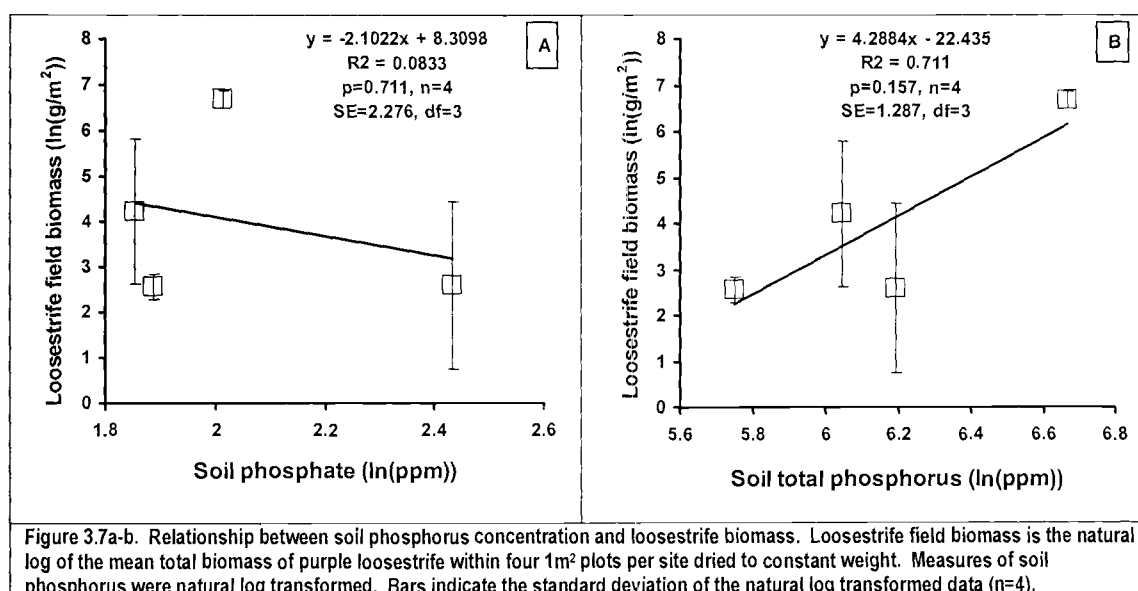 y = -2.1022x + 8.3098
R2 = 0.0833
p=0.711, n=4
SE=2.276, df=3
A
Loosestrife field biomass (ln(g/m²))
8
7
6
5
4
3
2
1
0
1.8
2
2.2
2.4
2.6
Soil phosphate (ln(ppm))
y = 4.2884x - 22.435
R2 = 0.711
p=0.157, n=4
SE=1.287, df=3
B
Loosestrife field biomass (ln(g/m²))
8
7
6
5
4
3
2
1
0
5.6
5.8
6
6.2
6.4
6.6
6.8
Soil total phosphorus (ln(ppm))
Figure 3.7a-b. Relationship between soil phosphorus concentration and loosestrife biomass. Loosestrife field biomass is the natural
log of the mean total biomass of purple loosestrife within four 1m² plots per site dried to constant weight. Measures of soil
phosphorus were natural log transformed. Bars indicate the standard deviation of the natural log transformed data (n=4).